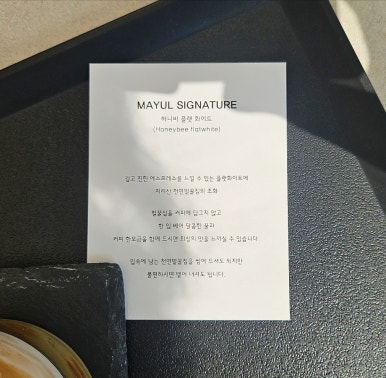 MAYUL SIGNATURE
허니비 플랫 화이트
(Honeybee flatwhite)
깊고 진한 에스프레소를 느낄 수 있는 플랫화이트에
지리산 천연벌꿀집의 조화
벌꿀집을 커피에 담그지 않고
한 입 베어 달콤한 꿀과
커피 한모금을 함께 드시면 최상의 맛을 느끼실 수 있습니다.
입속에 남는 천연벌꿀집을 씹어 드셔도 되지만
불편하시면 뱉어 내셔도 됩니다.